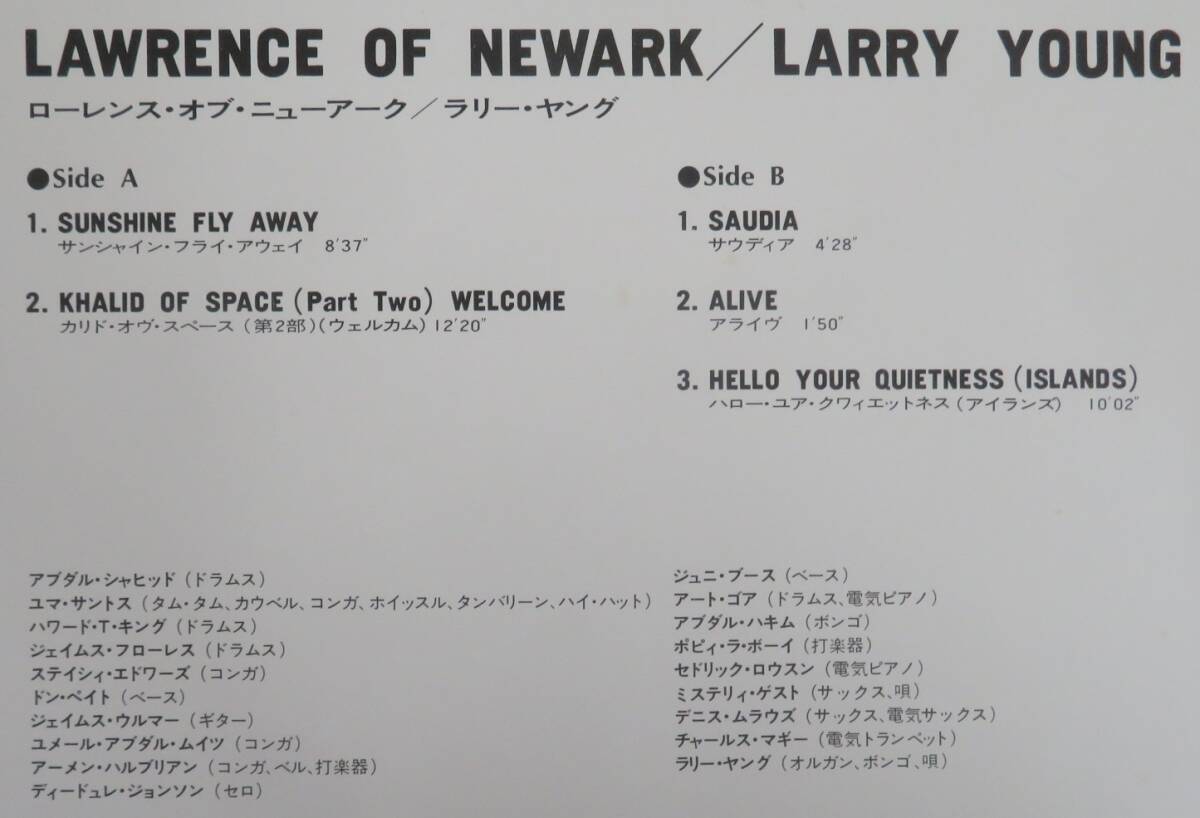 LAWRENCE OF NEWARK／LARRY YOUNG
ローレンス・オブ・ニューアーク／ラリー・ヤング
●Side A
1. SUNSHINE FLY AWAY
サンシャイン・フライ・アウェイ 8'37"
2. KHALID OF SPACE (Part Two) WELCOME
カリド・オヴ・スペース（第2部）（ウェルカム）12'20"
●Side B
1. SAUDIA
サウディア 4'28"
2. ALIVE
アライヴ 1'50"
3. HELLO YOUR QUIETNESS (ISLANDS)
ハロー・ユア・クワィエットネス（アイランズ） 10'02"
アブダル・シャヒッド（ドラムス）
ユマ・サントス（タム・タム、カウベル、コンガ、ホイッスル、タンバリーン、ハイ・ハット）
ハワード・T・キング（ドラムス）
ジェイムス・フローレス（ドラムス）
ステイシィ・エドワーズ（コンガ）
ドン・ペイト（ベース）
ジェイムス・ウルマー（ギター）
ユメール・アブダル・ムイツ（コンガ）
アーメン・ハルブリアン（コンガ、ベル、打楽器）
ディードュレ・ジョンソン（セロ）
ジュニ・ブース（ベース）
アート・ゴア（ドラムス、電気ピアノ）
アブダル・ハキム（ボンゴ）
ポピィ・ラ・ボーイ（打楽器）
セドリック・ロウスン（電気ピアノ）
ミステリィ・ゲスト（サックス、唄）
デニス・ムラウズ（サックス、電気サックス）
チャールス・マギー（電気トランペット）
ラリー・ヤング（オルガン、ボンゴ、唄）